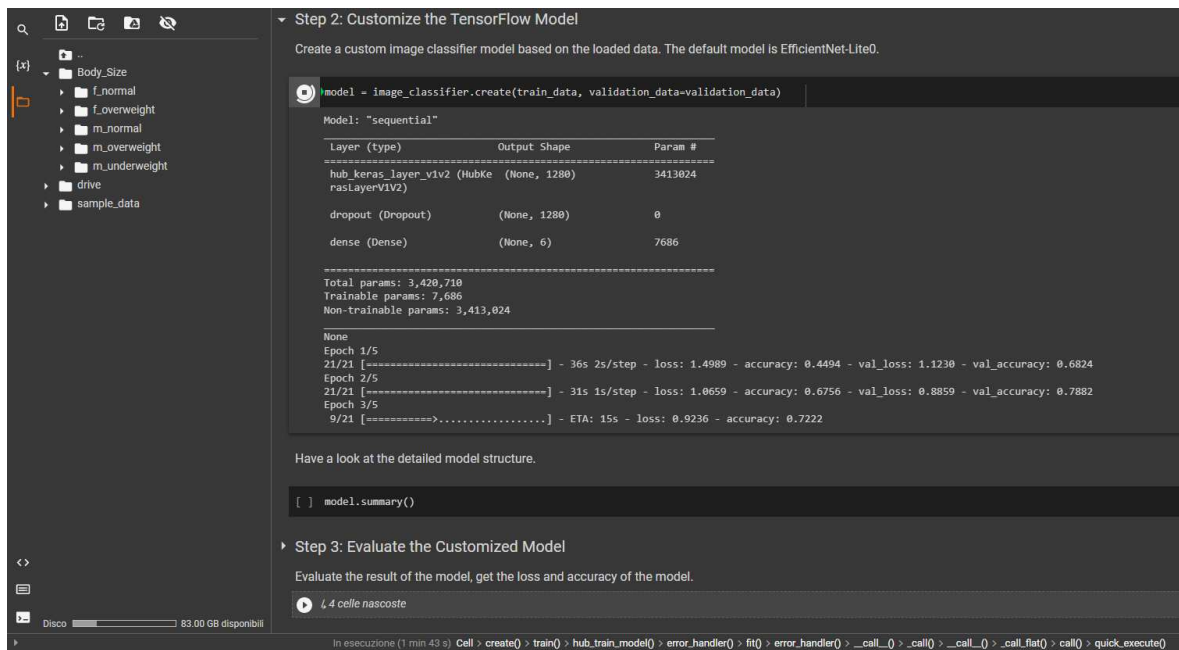 Step 2: Customize the TensorFlow Model
Create a custom image classifier model based on the loaded data. The default model is EfficientNet-Lite0.
{x}
..
Body_Size
f_normal
f_overweight
m_normal
m_overweight
m_underweight
drive
sample_data
model = image_classifier.create(train_data, validation_data=validation_data)
Model: "sequential"
Layer (type) Output Shape Param #
=================================================================
hub_keras_layer_v1v2 (HubKe (None, 1280) 3413024
rasLayerV1V2)
dropout (Dropout) (None, 1280) 0
dense (Dense) (None, 6) 7686
=================================================================
Total params: 3,420,710
Trainable params: 7,686
Non-trainable params: 3,413,024
None
Epoch 1/5
21/21 [==============================] - 36s 2s/step - loss: 1.4989 - accuracy: 0.4494 - val_loss: 1.1230 - val_accuracy: 0.6824
Epoch 2/5
21/21 [==============================] - 31s 1s/step - loss: 1.0659 - accuracy: 0.6756 - val_loss: 0.8859 - val_accuracy: 0.7882
Epoch 3/5
9/21 [===========>..................] - ETA: 15s - loss: 0.9236 - accuracy: 0.7222
Have a look at the detailed model structure.
[ ] model.summary()
Step 3: Evaluate the Customized Model
Evaluate the result of the model, get the loss and accuracy of the model.
↳ 4 celle nascoste
<>
Disco 83.00 GB disponibili
In esecuzione (1 min 43 s) Cell > create() > train() > hub_train_model() > error_handler() > fit() > error_handler() > __call__() > _call() > __call__() > _call_flat() > call() > quick_execute()